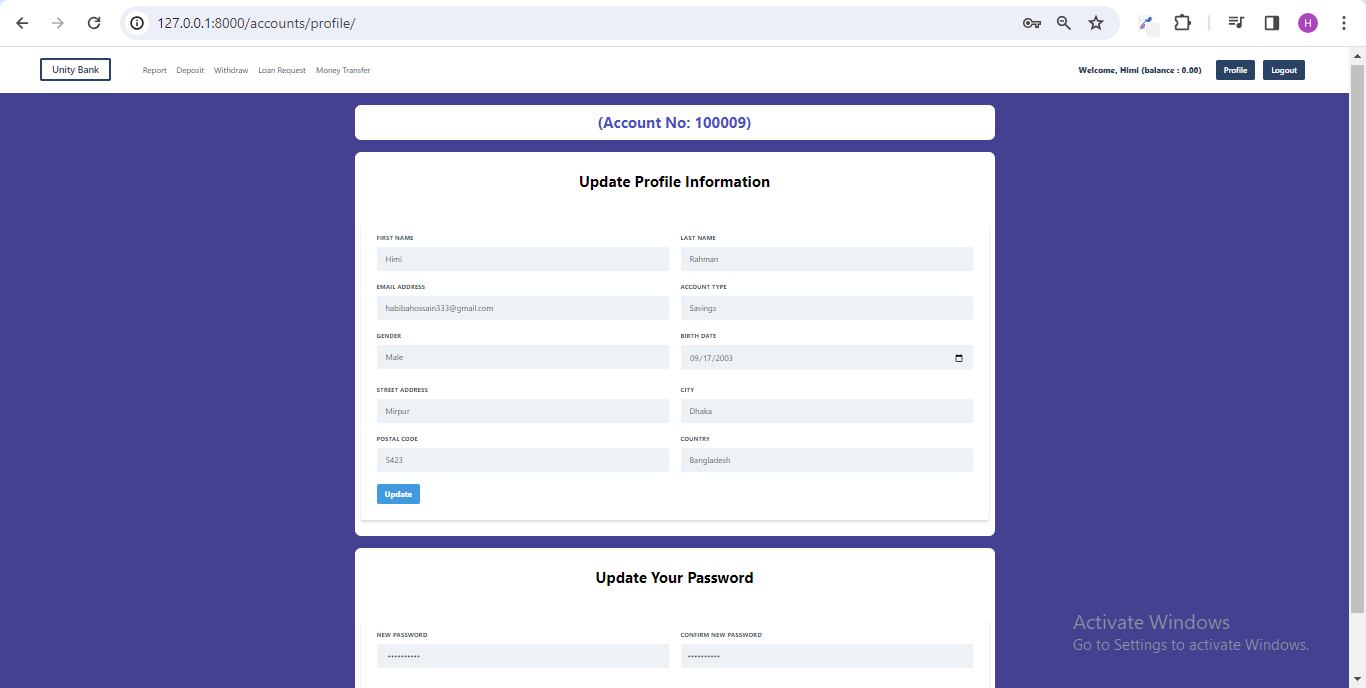 127.0.0.1:8000/accounts/profile/
H
Unity Bank Report Deposit Withdraw Loan Request Money Transfer Welcome, Himi (balance : 0.00) Profile Logout
(Account No: 100009)
Update Profile Information
FIRST NAME LAST NAME
Himi Rahman
EMAIL ADDRESS ACCOUNT TYPE
habibahossain333@gmail.com Savings
GENDER BIRTH DATE
Male 09/17/2003
STREET ADDRESS CITY
Mirpur Dhaka
POSTAL CODE COUNTRY
5423 Bangladesh
Update
Update Your Password
NEW PASSWORD CONFIRM NEW PASSWORD
•••••••••• ••••••••••
Activate Windows
Go to Settings to activate Windows.